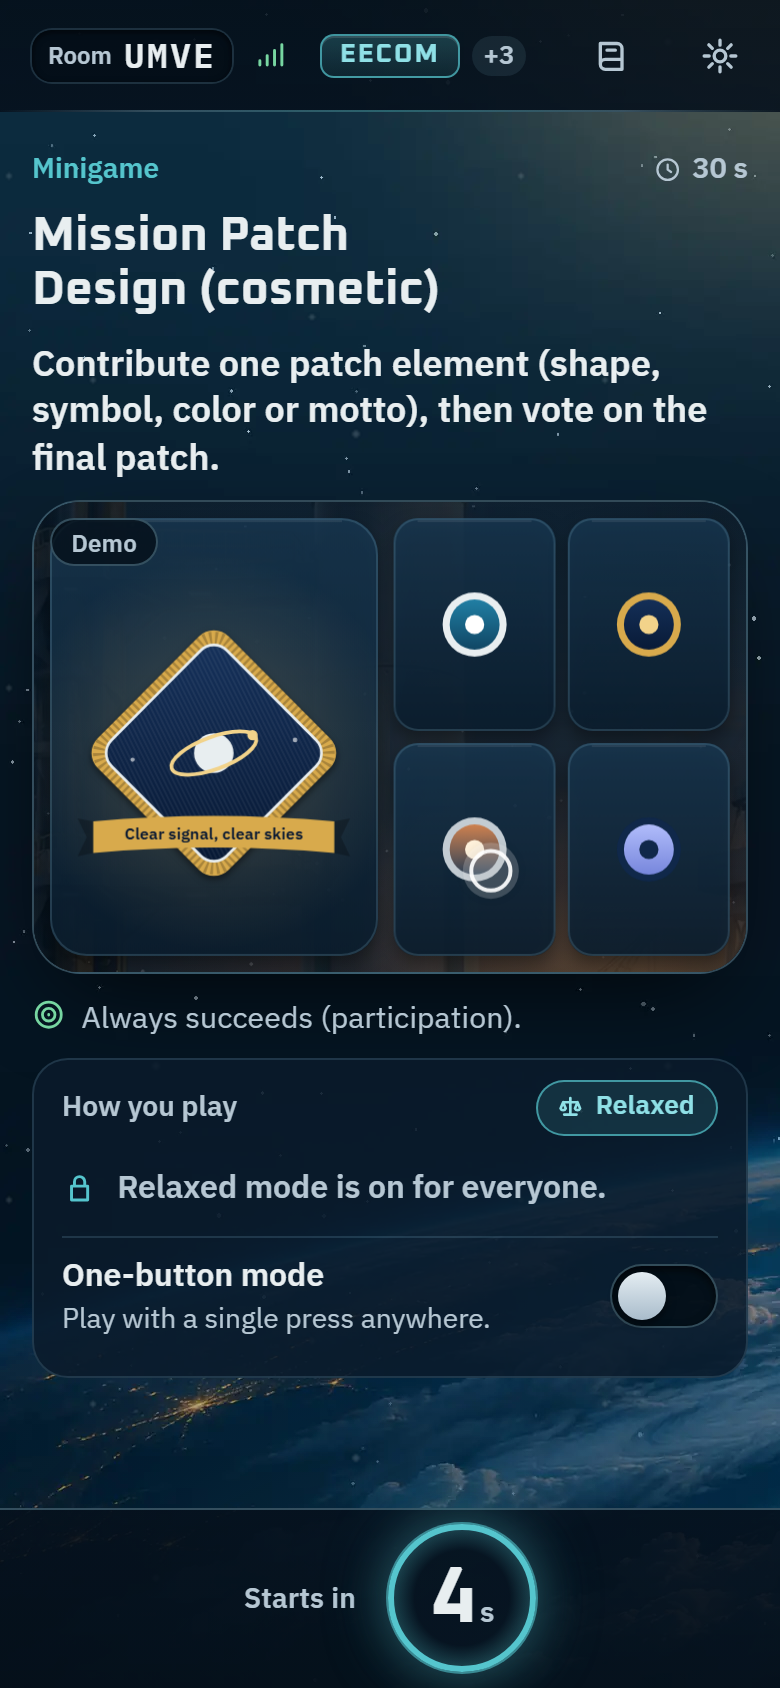 Room UMVE EECOM +3
Minigame 30 s
Mission Patch
Design (cosmetic)
Contribute one patch element (shape,
symbol, color or motto), then vote on the
final patch.
Demo
Clear signal, clear skies
Always succeeds (participation).
How you play Relaxed
Relaxed mode is on for everyone.
One-button mode
Play with a single press anywhere.
Starts in 4 s